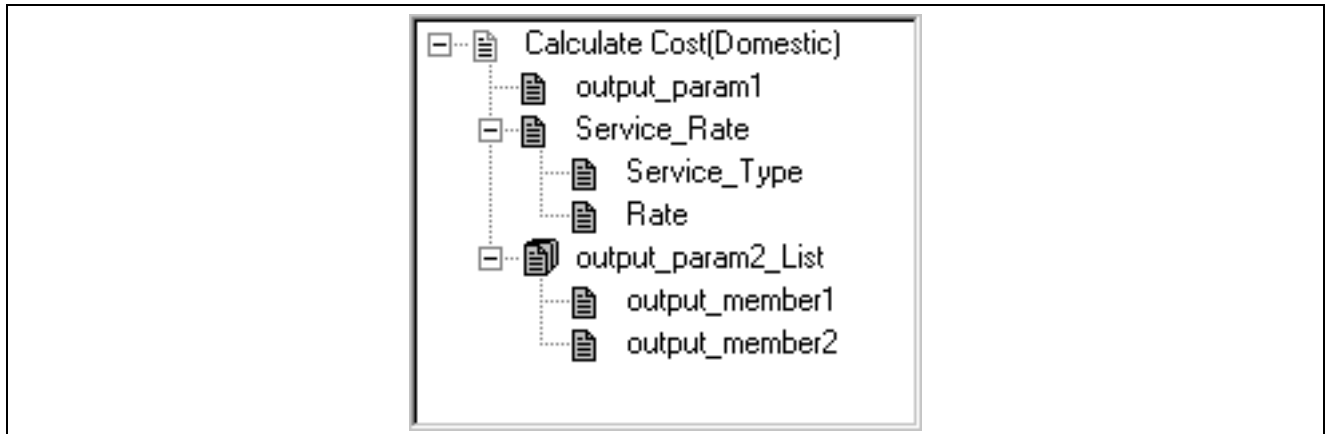 Calculate Cost(Domestic)
output_param1
Service_Rate
Service_Type
Rate
output_param2_List
output_member1
output_member2